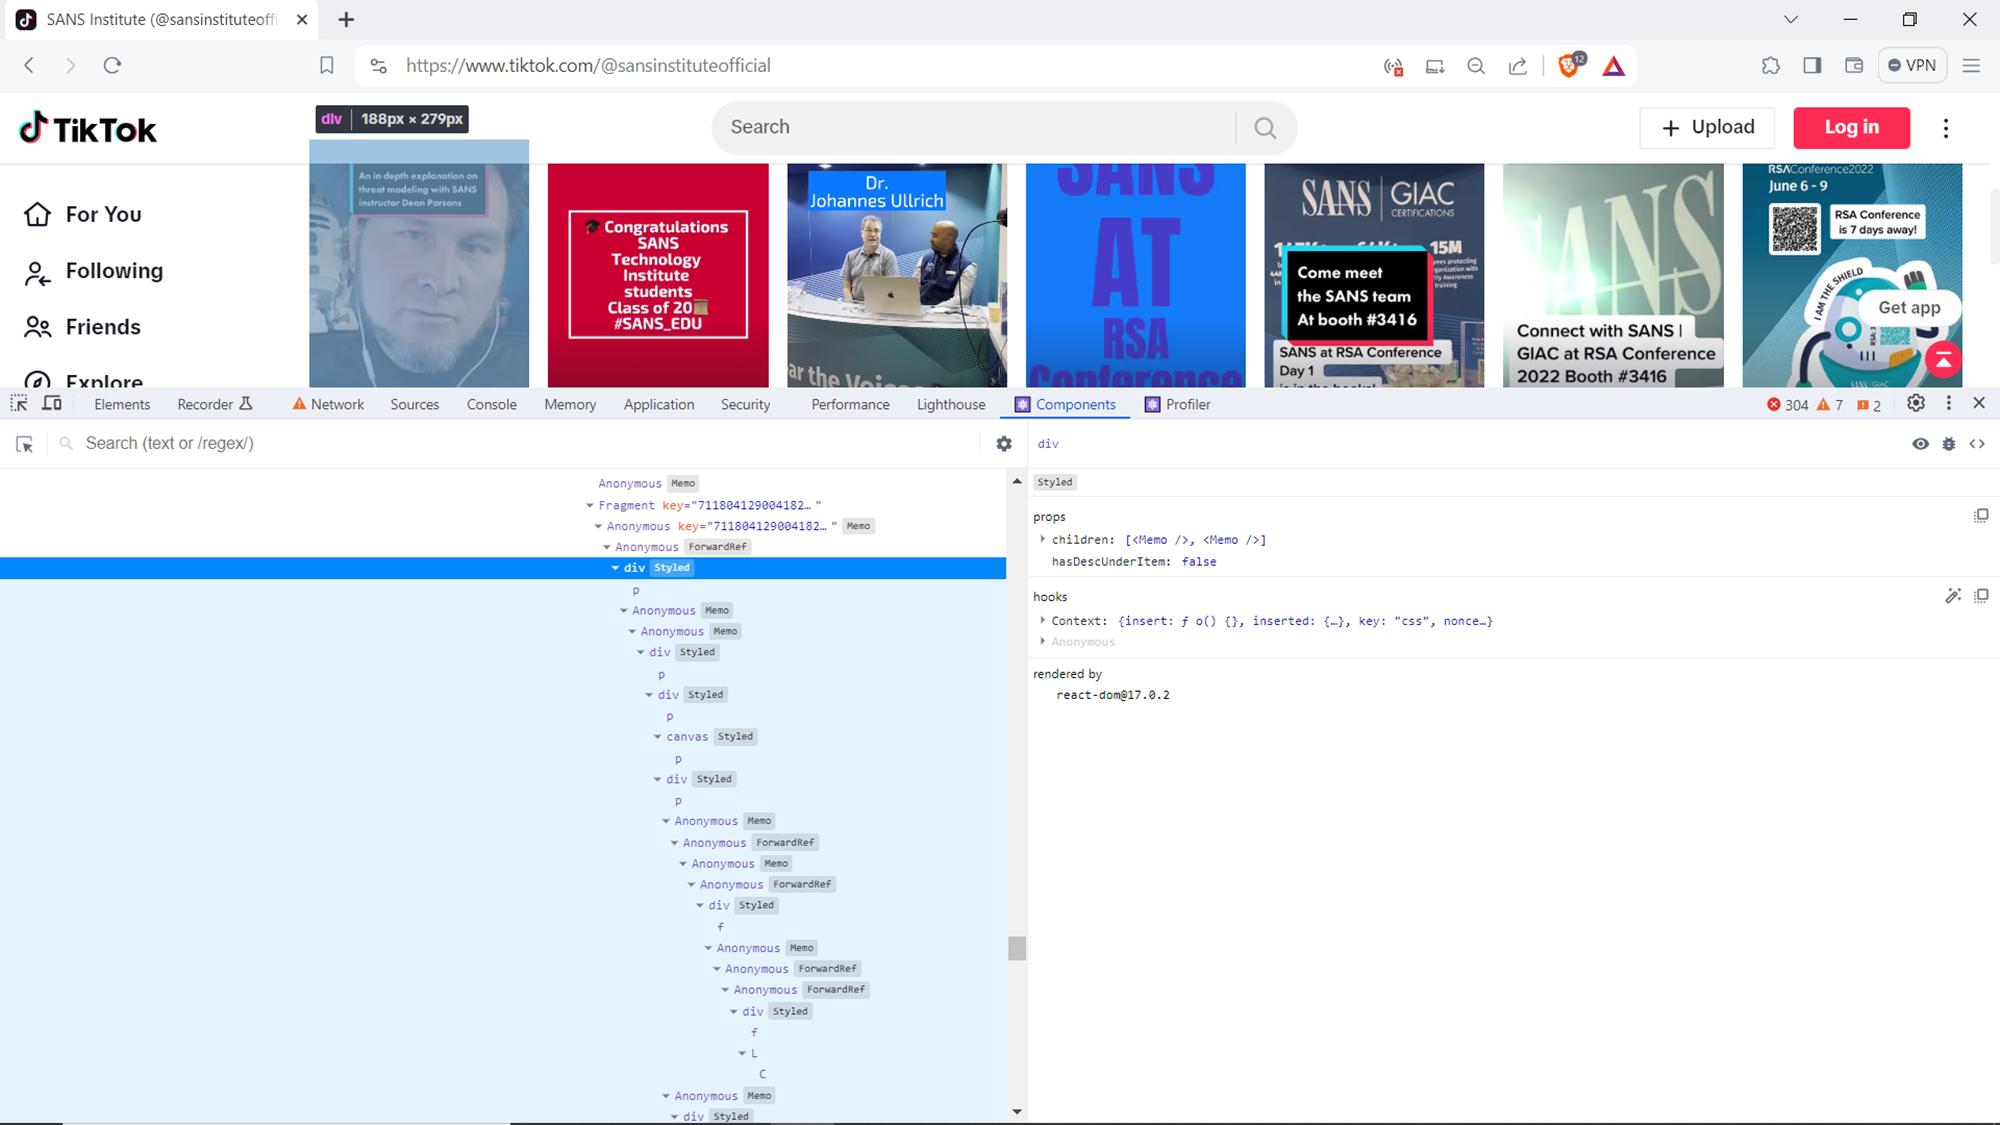 SANS Institute (@sansinstituteoffi
https://www.tiktok.com/@sansinstituteofficial
12
VPN
TikTok
div 188px × 279px
Search
Upload
Log in
For You
Following
Friends
Explore
An in depth explanation on
threat modeling with SANS
instructor Dean Parsons
Congratulations
SANS
Technology
Institute
students
Class of 20
#SANS_EDU
Dr.
Johannes Ullrich
ar the Voice
SANS
AT
RSA
Conference
SANS GIAC
CERTIFICATIONS
15M
Come meet
the SANS team
At booth #3416
SANS at RSA Conference
Day 1
is in the books!
SANS
Connect with SANS |
GIAC at RSA Conference
2022 Booth #3416
RSAConference2022
June 6 - 9
RSA Conference
is 7 days away!
I AM THE SHIELD
SANS GIAC
Get app
Elements
Recorder
Network
Sources
Console
Memory
Application
Security
Performance
Lighthouse
Components
Profiler
304
7
2
Search (text or /regex/)
Anonymous Memo
Fragment key="711804129004182… "
Anonymous key="711804129004182… " Memo
Anonymous ForwardRef
div Styled
p
Anonymous Memo
Anonymous Memo
div Styled
p
div Styled
p
canvas Styled
p
div Styled
p
Anonymous Memo
Anonymous ForwardRef
Anonymous Memo
Anonymous ForwardRef
div Styled
f
Anonymous Memo
Anonymous ForwardRef
Anonymous ForwardRef
div Styled
f
L
C
Anonymous Memo
div Styled
div
Styled
props
children: [<Memo />, <Memo />]
hasDescUnderItem: false
hooks
Context: {insert: ƒ o() {}, inserted: {…}, key: "css", nonce…}
Anonymous
rendered by
react-dom@17.0.2